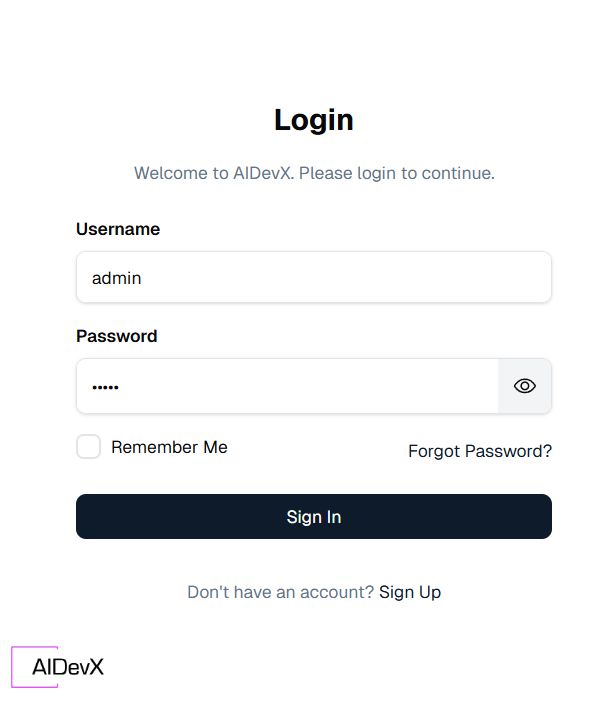 Login
Welcome to AIDevX. Please login to continue.
Username
admin
Password
•••••
Remember Me
Forgot Password?
Sign In
Don't have an account? Sign Up
AIDevX